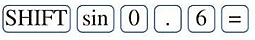 SHIFT sin 0 . 6 =